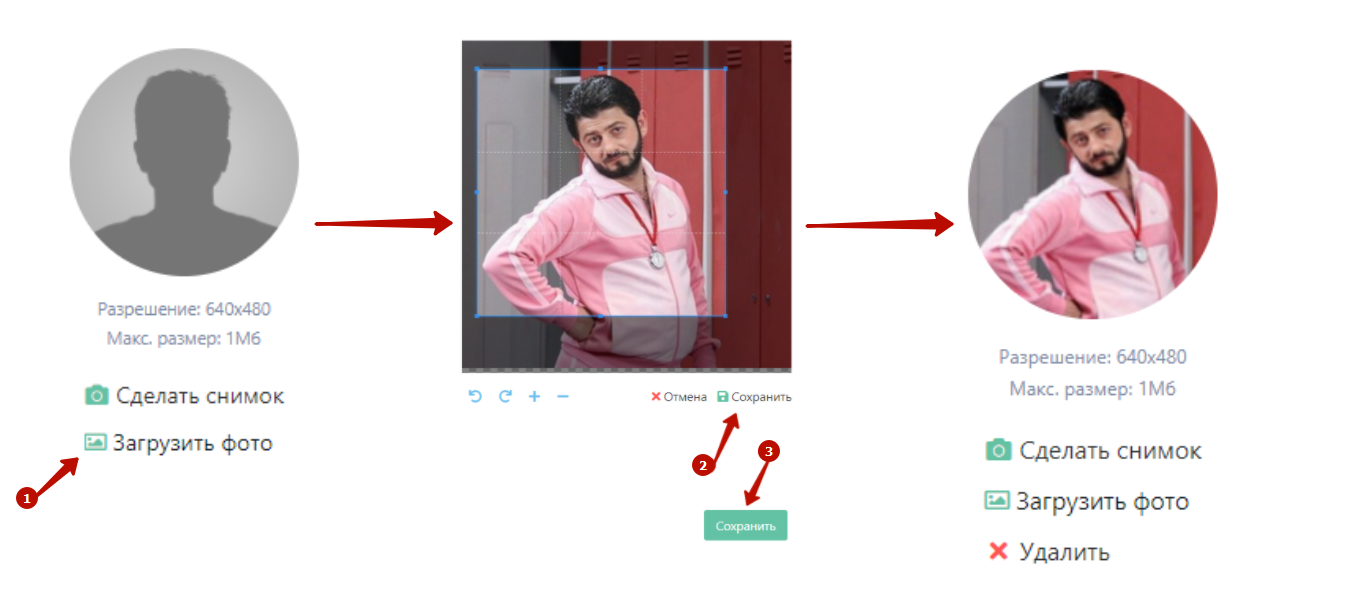 Разрешение: 640x480
Макс. размер: 1Мб
Сделать снимок
Загрузить фото
1
Отмена Сохранить
2
3
Сохранить
Разрешение: 640x480
Макс. размер: 1Мб
Сделать снимок
Загрузить фото
Удалить